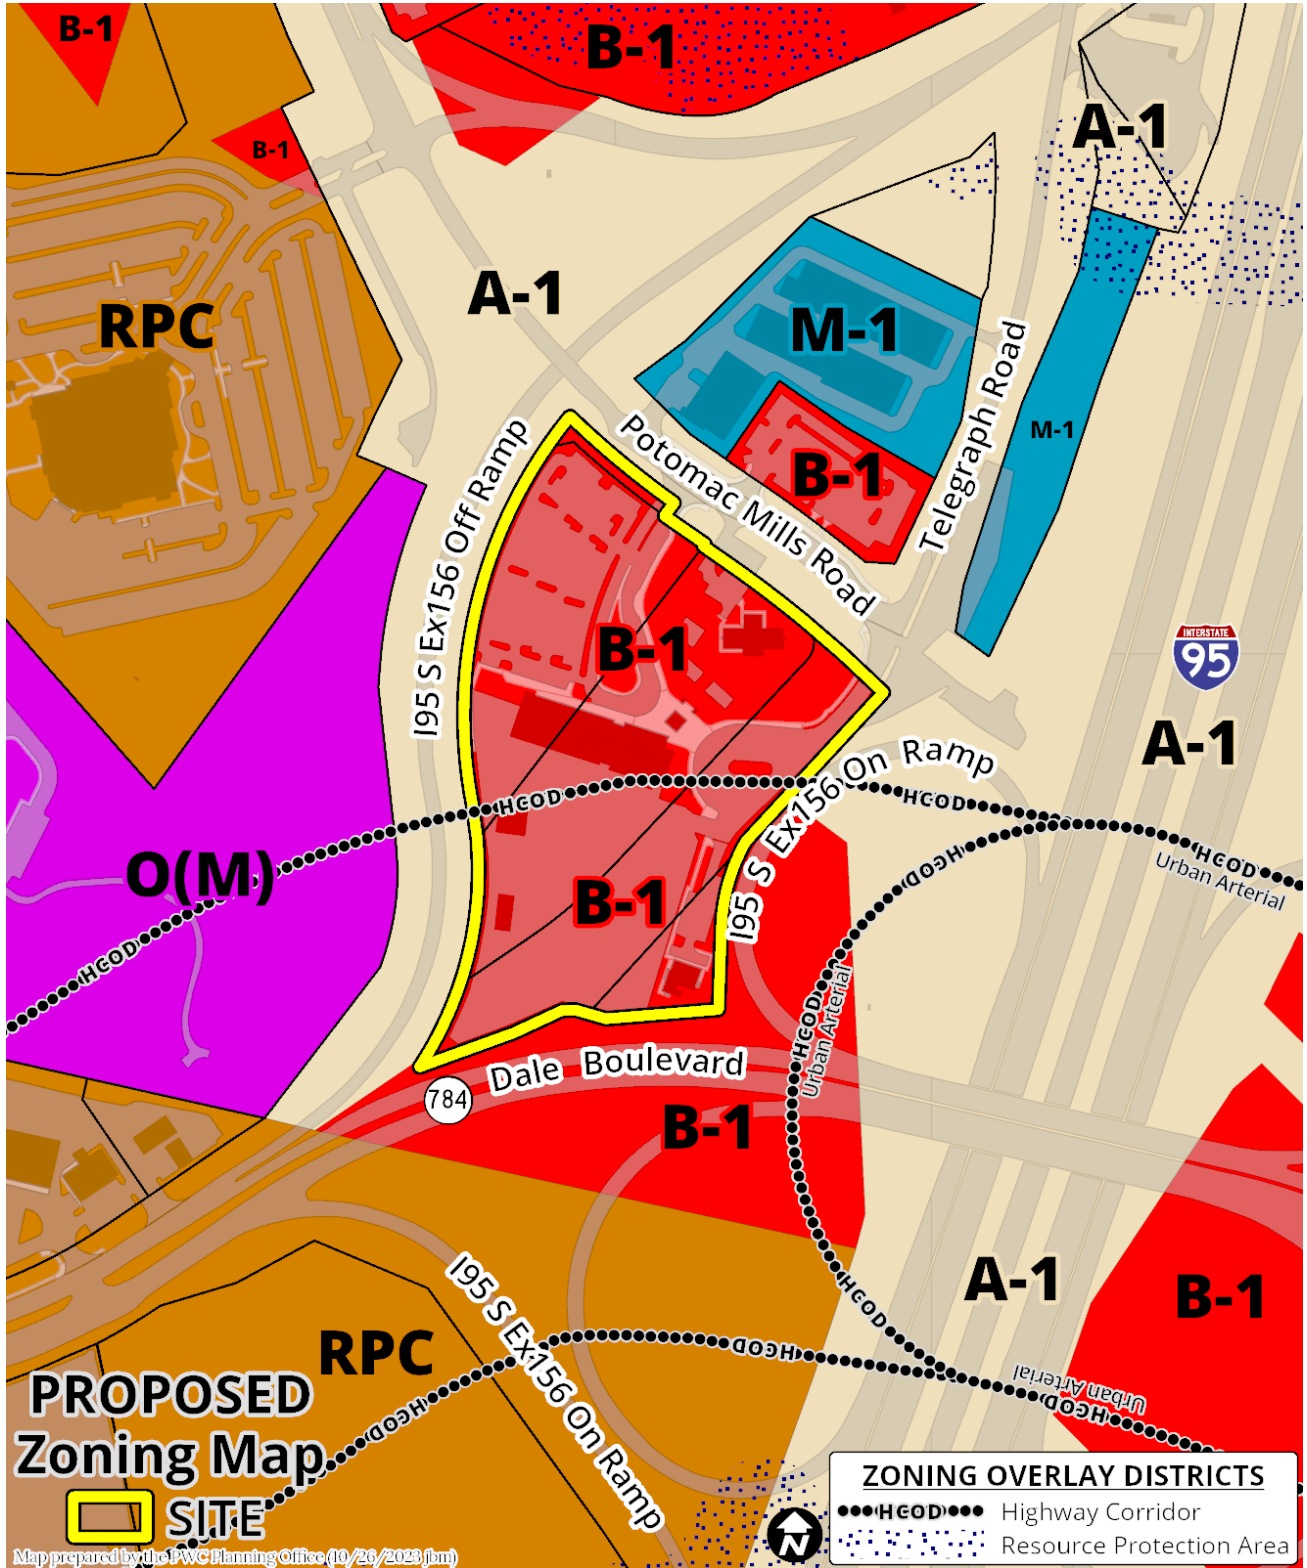 B-1
B-1
A-1
B-1
A-1
RPC
M-1
Telegraph Road
M-1
I95 S Ex156 Off Ramp
Potomac Mills Road
B-1
B-1
INTERSTATE
95
A-1
I95 S Ex156 On Ramp
HCOD
HCOD
HCOD
HCOD
Urban Arterial
O(M)
B-1
HCOD
HCOD
Urban Arterial
Dale Boulevard
784
B-1
HCOD
A-1
B-1
I95 S Ex156 On Ramp
RPC
HCOD
Urban Arterial
HCOD
HCOD
PROPOSED
Zoning Map
SITE
Map prepared by the PWC Planning Office (10/26/2023 jbm)
N
ZONING OVERLAY DISTRICTS
HCOD Highway Corridor
Resource Protection Area